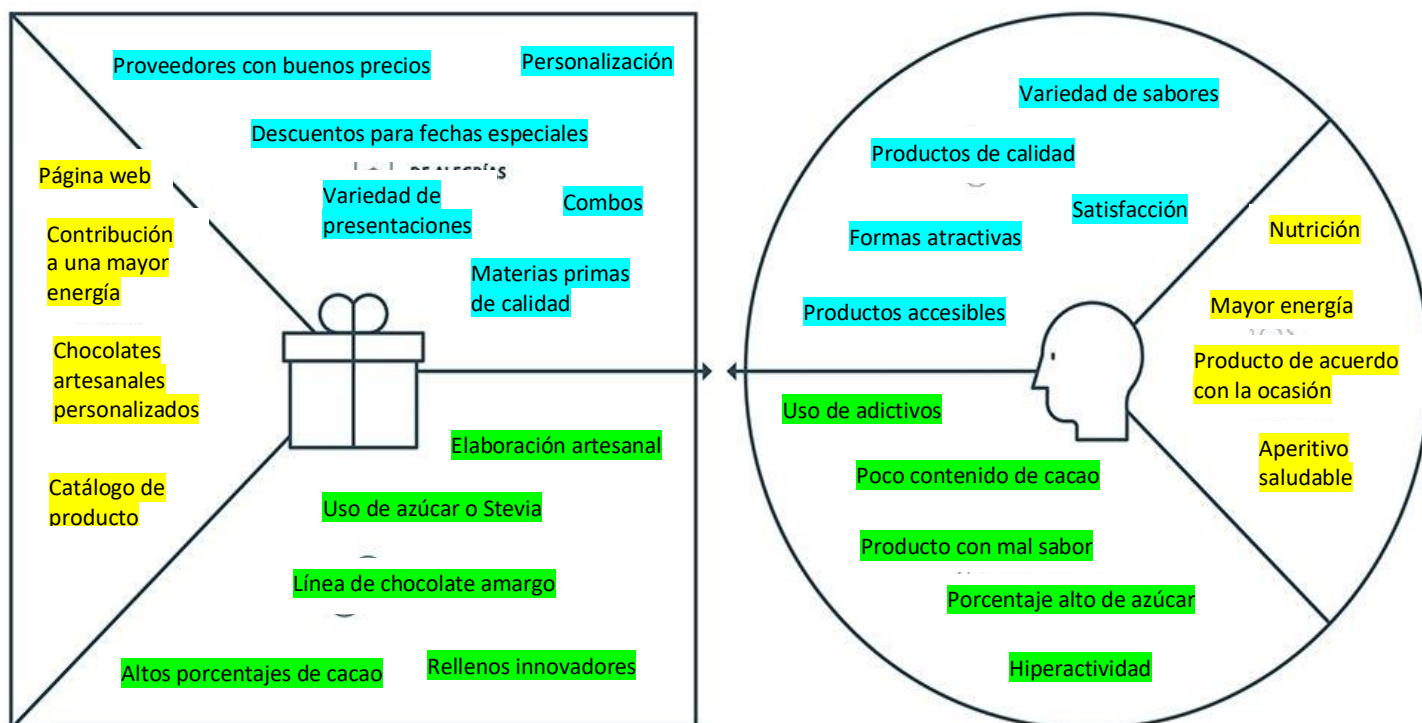 Proveedores con buenos precios
Personalización
Descuentos para fechas especiales
DE ALEGRÍAS
Página web
Variedad de
presentaciones
Combos
Contribución
a una mayor
energía
Materias primas
de calidad
Chocolates
artesanales
personalizados
Catálogo de
producto
Elaboración artesanal
Uso de azúcar o Stevia
Línea de chocolate amargo
Altos porcentajes de cacao
Rellenos innovadores
Variedad de sabores
Productos de calidad
Satisfacción
Formas atractivas
Productos accesibles
Nutrición
Mayor energía
Producto de acuerdo
con la ocasión
Aperitivo
saludable
Uso de adictivos
Poco contenido de cacao
Producto con mal sabor
Porcentaje alto de azúcar
Hiperactividad